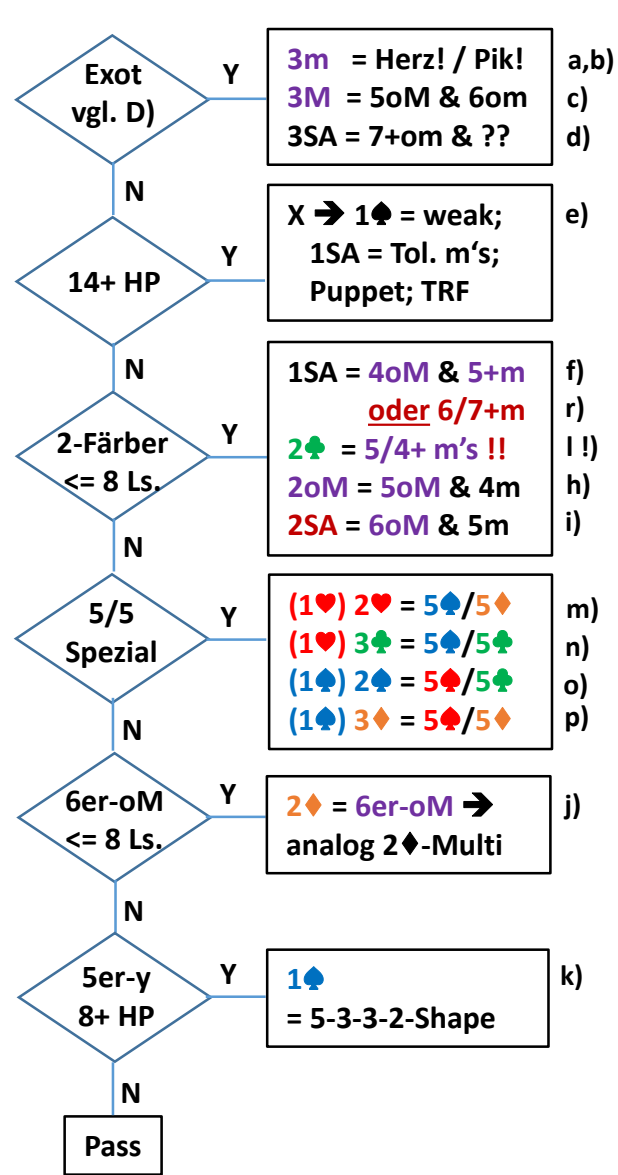 Exot
vgl. D)
Y
3m = Herz! / Pik!
a,b)
3M = 5oM & 6om
c)
3SA = 7+om & ??
d)
N
14+ HP
Y
X ➔ 1♠ = weak;
e)
1SA = Tol. m‘s;
Puppet; TRF
N
2-Färber
<= 8 Ls.
Y
1SA = 4oM & 5+m
f)
oder 6/7+m
r)
2♣ = 5/4+ m’s !!
l !)
2oM = 5oM & 4m
h)
2SA = 6oM & 5m
i)
N
5/5
Spezial
Y
(1♥) 2♥ = 5♠/5♦
m)
(1♥) 3♣ = 5♠/5♣
n)
(1♠) 2♠ = 5♠/5♣
o)
(1♠) 3♦ = 5♠/5♦
p)
N
6er-oM
<= 8 Ls.
Y
2♦ = 6er-oM ➔
j)
analog 2♦-Multi
N
5er-y
8+ HP
Y
1♠
k)
= 5-3-3-2-Shape
N
Pass